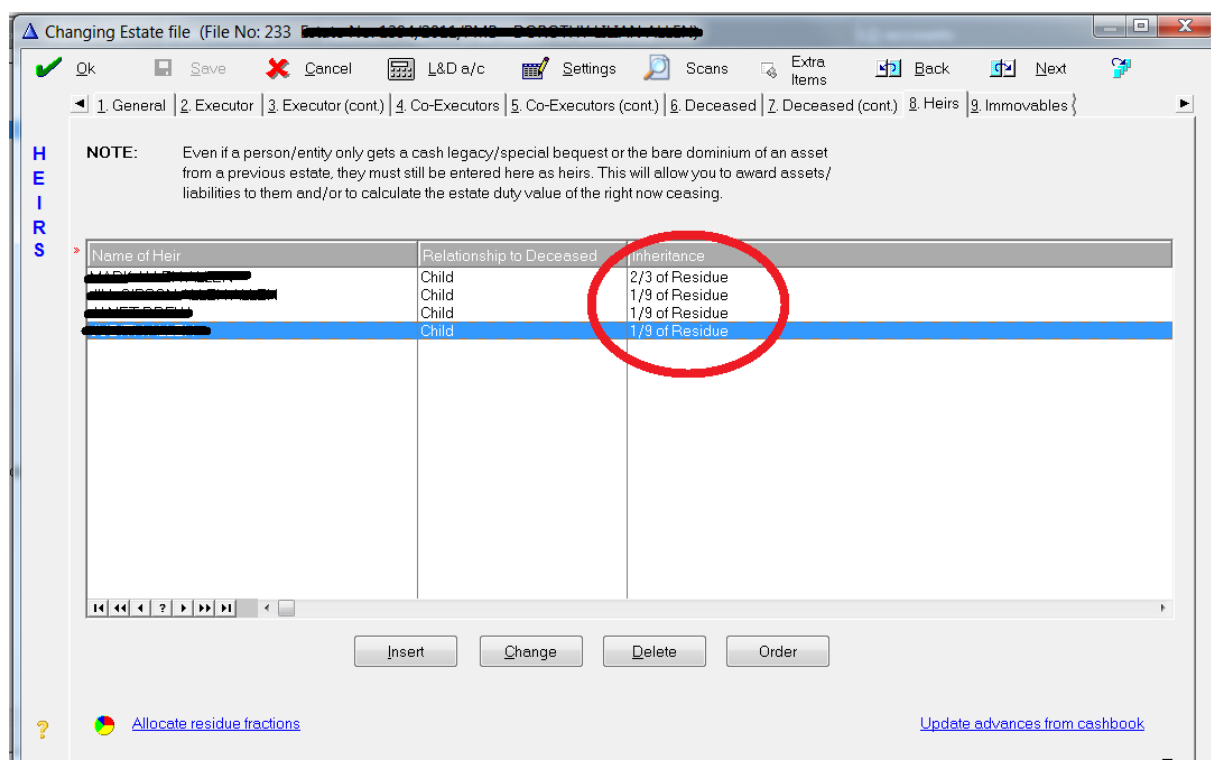 Changing Estate file (File No: 233
Ok Save Cancel L&D a/c Settings Scans Extra Items Back Next
1. General 2. Executor 3. Executor (cont.) 4. Co-Executors 5. Co-Executors (cont.) 6. Deceased 7. Deceased (cont.) 8. Heirs 9. Immovables
HEIRS
NOTE: Even if a person/entity only gets a cash legacy/special bequest or the bare dominium of an asset
from a previous estate, they must still be entered here as heirs. This will allow you to award assets/
liabilities to them and/or to calculate the estate duty value of the right now ceasing.
Name of Heir Relationship to Deceased Inheritance
Child 2/3 of Residue
Child 1/9 of Residue
Child 1/9 of Residue
Child 1/9 of Residue
Insert Change Delete Order
Allocate residue fractions Update advances from cashbook